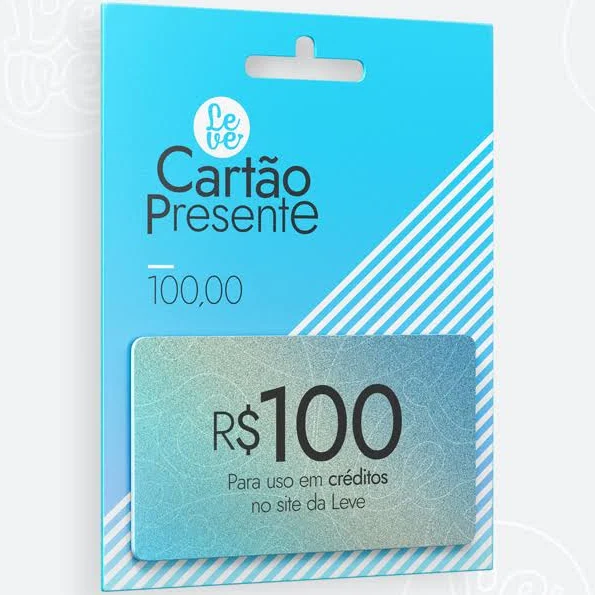 Le
ve
Cartão
Presente
100,00
R$100
Para uso em créditos
no site da Leve